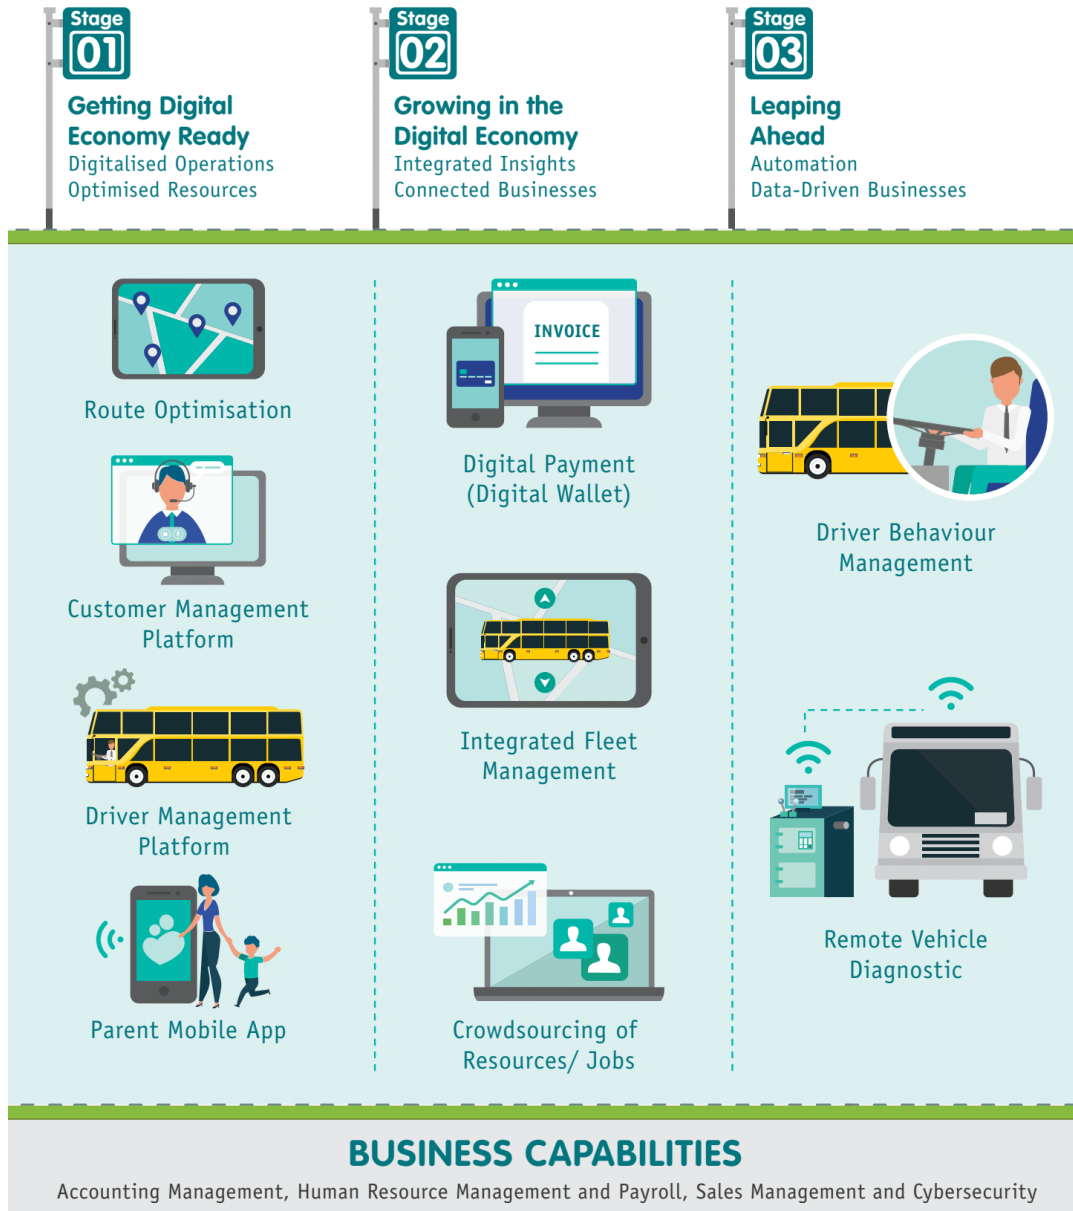 Stage
01
Getting Digital
Economy Ready
Digitalised Operations
Optimised Resources
Stage
02
Growing in the
Digital Economy
Integrated Insights
Connected Businesses
Stage
03
Leaping
Ahead
Automation
Data-Driven Businesses
Route Optimisation
Customer Management
Platform
Driver Management
Platform
Parent Mobile App
INVOICE
Digital Payment
(Digital Wallet)
Integrated Fleet
Management
Crowdsourcing of
Resources/ Jobs
Driver Behaviour
Management
Remote Vehicle
Diagnostic
BUSINESS CAPABILITIES
Accounting Management, Human Resource Management and Payroll, Sales Management and Cybersecurity